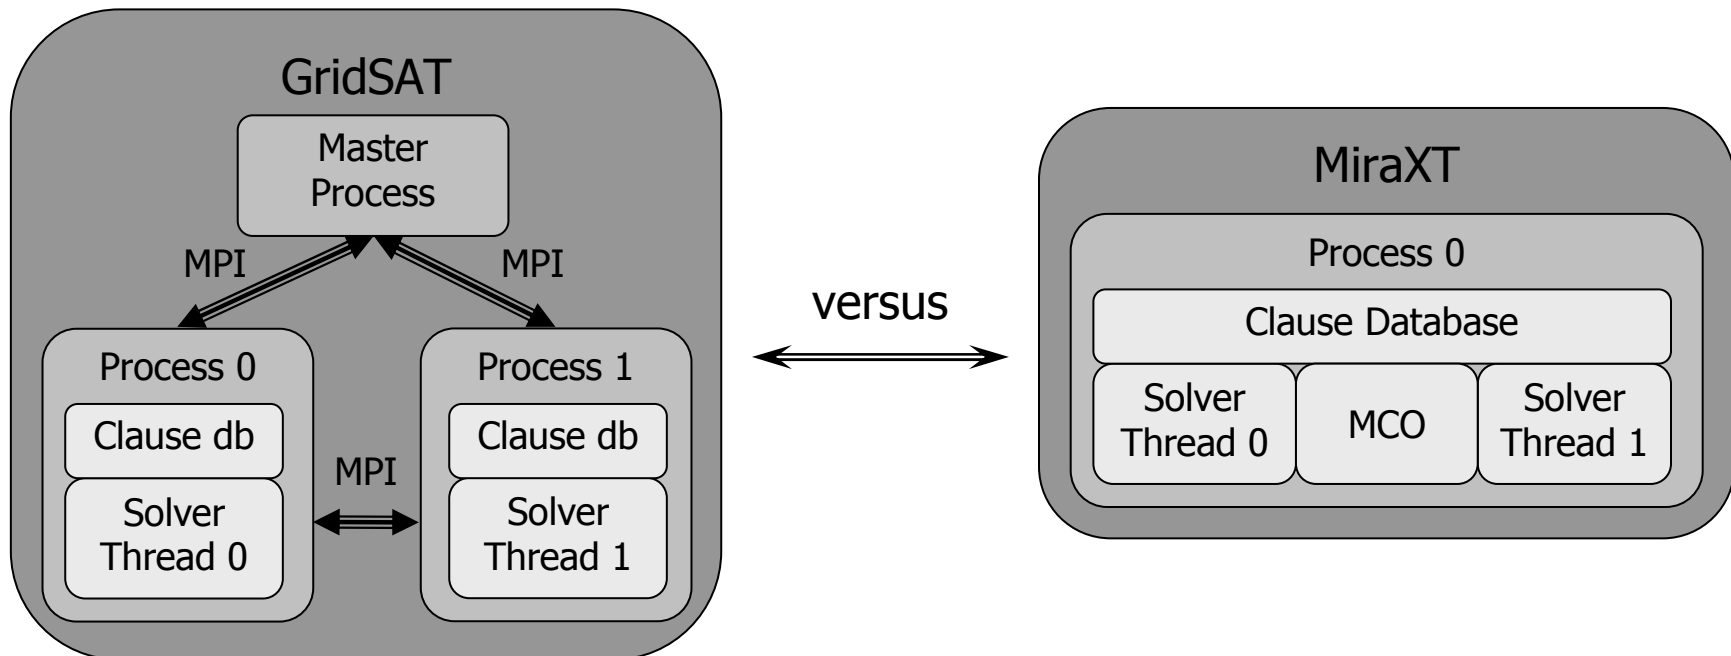 GridSAT
Master
Process
MPI
MPI
Process 0
Clause db
Solver
Thread 0
MPI
Process 1
Clause db
Solver
Thread 1
versus
MiraXT
Process 0
Clause Database
Solver
Thread 0
MCO
Solver
Thread 1